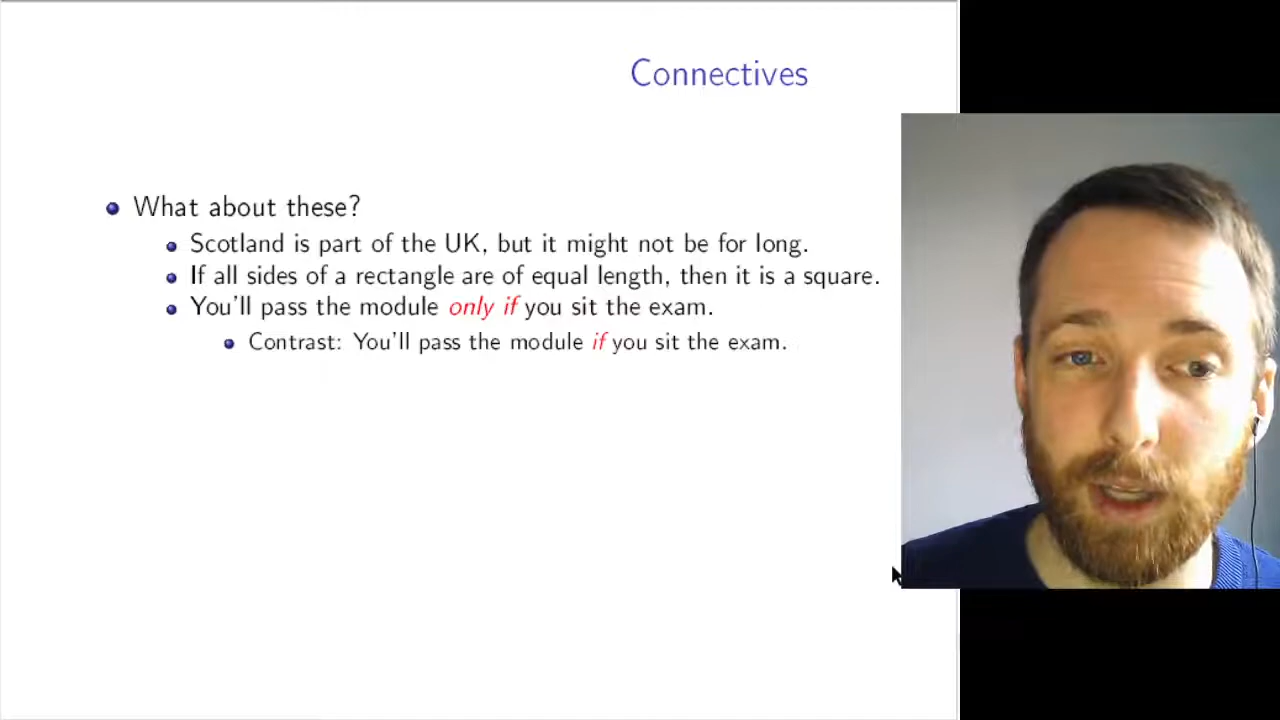 Connectives
What about these?
Scotland is part of the UK, but it might not be for long.
If all sides of a rectangle are of equal length, then it is a square.
You'll pass the module only if you sit the exam.
Contrast: You'll pass the module if you sit the exam.